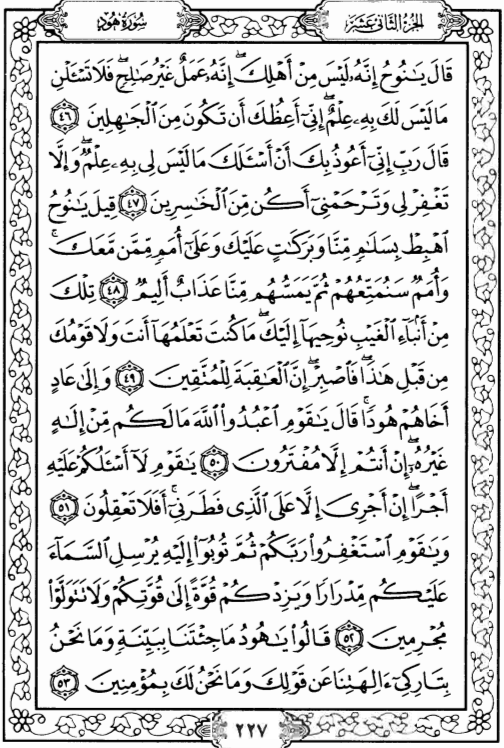 الجزء الثانى عشر
سورة هود
قَالَ يَٰنُوحُ إِنَّهُۥ لَيْسَ مِنْ أَهْلِكَ ۖ إِنَّهُۥ عَمَلٌ غَيْرُ صَٰلِحٍ ۖ فَلَا تَسْـَٔلْنِ
مَا لَيْسَ لَكَ بِهِۦ عِلْمٌ ۖ إِنِّىٓ أَعِظُكَ أَن تَكُونَ مِنَ ٱلْجَٰهِلِينَ ٤٦
قَالَ رَبِّ إِنِّىٓ أَعُوذُ بِكَ أَنْ أَسْـَٔلَكَ مَا لَيْسَ لِى بِهِۦ عِلْمٌ ۖ وَإِلَّا
تَغْفِرْ لِى وَتَرْحَمْنِىٓ أَكُن مِّنَ ٱلْخَٰسِرِينَ ٤٧ قِيلَ يَٰنُوحُ
ٱهْبِطْ بِسَلَٰمٍ مِّنَّا وَبَرَكَٰتٍ عَلَيْكَ وَعَلَىٰٓ أُمَمٍ مِّمَّن مَّعَكَ ۚ
وَأُمَمٌ سَنُمَتِّعُهُمْ ثُمَّ يَمَسُّهُم مِّنَّا عَذَابٌ أَلِيمٌ ٤٨ تِلْكَ
مِنْ أَنۢبَآءِ ٱلْغَيْبِ نُوحِيهَآ إِلَيْكَ ۖ مَا كُنتَ تَعْلَمُهَآ أَنتَ وَلَا قَوْمُكَ
مِن قَبْلِ هَٰذَا ۖ فَٱصْبِرْ ۖ إِنَّ ٱلْعَٰقِبَةَ لِلْمُتَّقِينَ ٤٩ وَإِلَىٰ عَادٍ
أَخَاهُمْ هُودًا ۚ قَالَ يَٰقَوْمِ ٱعْبُدُوا۟ ٱللَّهَ مَا لَكُم مِّنْ إِلَٰهٍ
غَيْرُهُۥٓ ۖ إِنْ أَنتُمْ إِلَّا مُفْتَرُونَ ٥٠ يَٰقَوْمِ لَآ أَسْـَٔلُكُمْ عَلَيْهِ
أَجْرًا ۖ إِنْ أَجْرِىَ إِلَّا عَلَى ٱلَّذِى فَطَرَنِىٓ ۚ أَفَلَا تَعْقِلُونَ ٥١
وَيَٰقَوْمِ ٱسْتَغْفِرُوا۟ رَبَّكُمْ ثُمَّ تُوبُوٓا۟ إِلَيْهِ يُرْسِلِ ٱلسَّمَآءَ
عَلَيْكُم مِّدْرَارًا وَيَزِدْكُمْ قُوَّةً إِلَىٰ قُوَّتِكُمْ وَلَا تَتَوَلَّوْا۟
مُجْرِمِينَ ٥٢ قَالُوا۟ يَٰهُودُ مَا جِئْتَنَا بِبَيِّنَةٍ وَمَا نَحْنُ
بِتَارِكِىٓ ءَالِهَتِنَا عَن قَوْلِكَ وَمَا نَحْنُ لَكَ بِمُؤْمِنِينَ ٥٣
٢٢٧